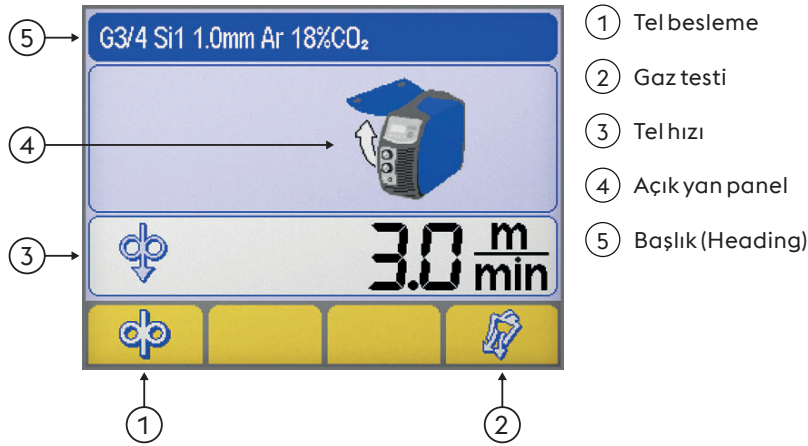 G3/4 Si1 1.0mm Ar 18%CO₂
3.0 m/min
5
4
3
1
2
1 Tel besleme
2 Gaz testi
3 Tel hızı
4 Açık yan panel
5 Başlık (Heading)